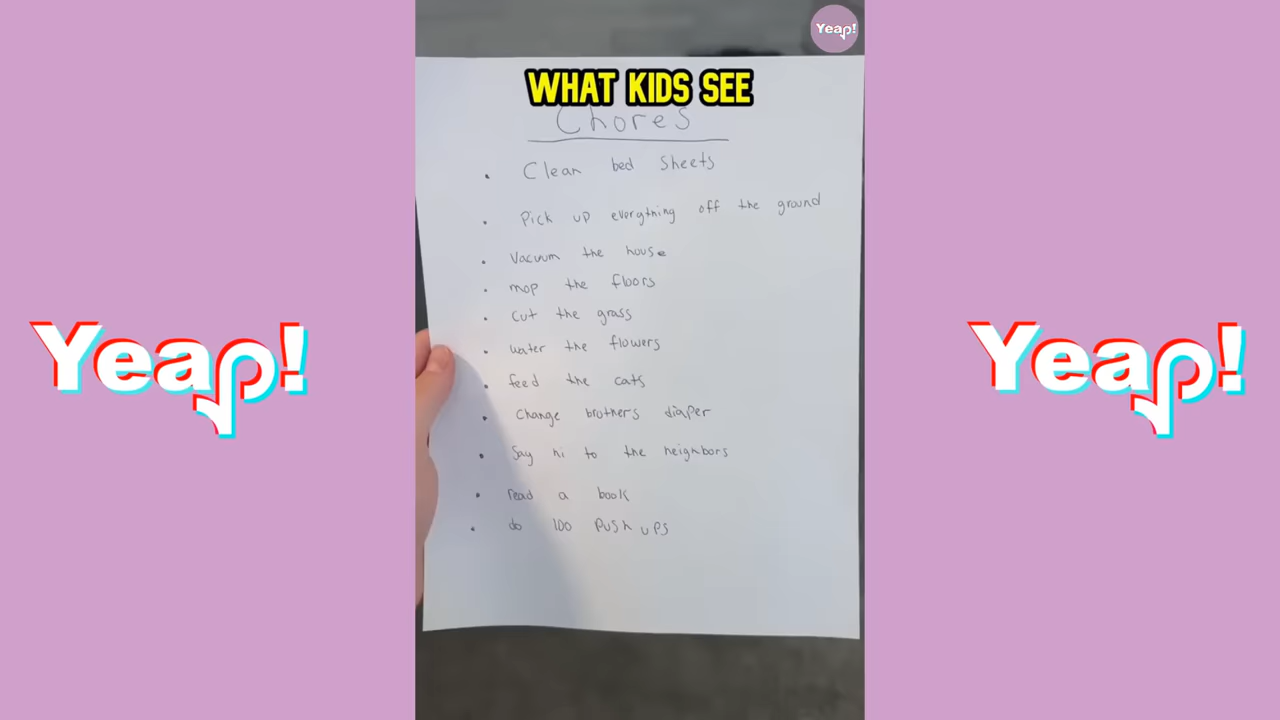 Yeap!
WHAT KIDS SEE
Chores
• Clean bed sheets
• Pick up everything off the ground
• Vacuum the house
• mop the floors
• cut the grass
• water the flowers
• feed the cats
• change brothers diaper
• Say hi to the neighbors
• read a book
• do 100 push ups
Yeap!
Yeap!